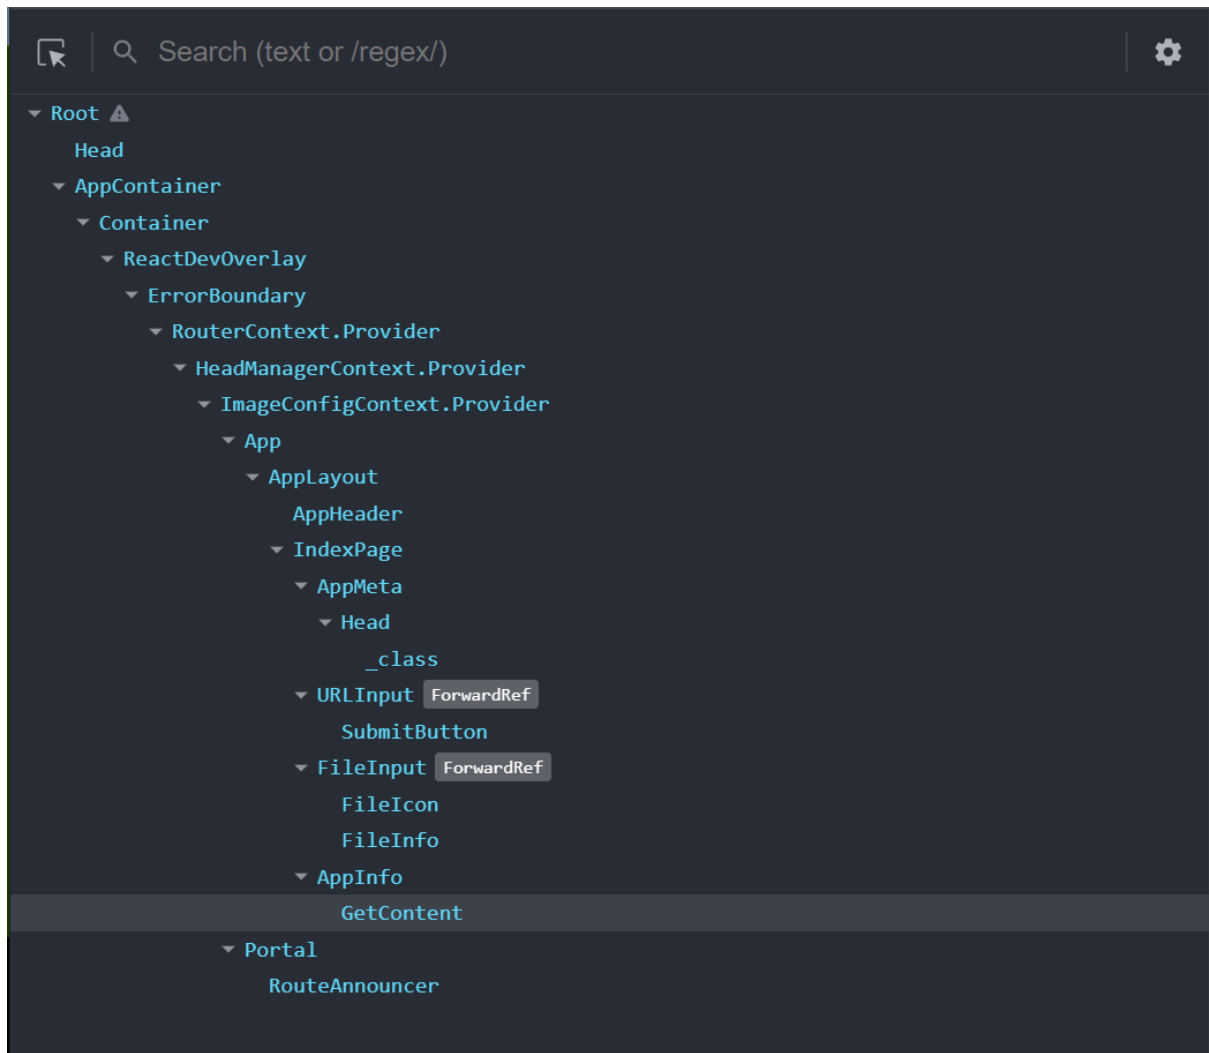 Search (text or /regex/)
Root
Head
AppContainer
Container
ReactDevOverlay
ErrorBoundary
RouterContext.Provider
HeadManagerContext.Provider
ImageConfigContext.Provider
App
AppLayout
AppHeader
IndexPage
AppMeta
Head
_class
URLInput ForwardRef
SubmitButton
FileInput ForwardRef
FileIcon
FileInfo
AppInfo
GetContent
Portal
RouteAnnouncer